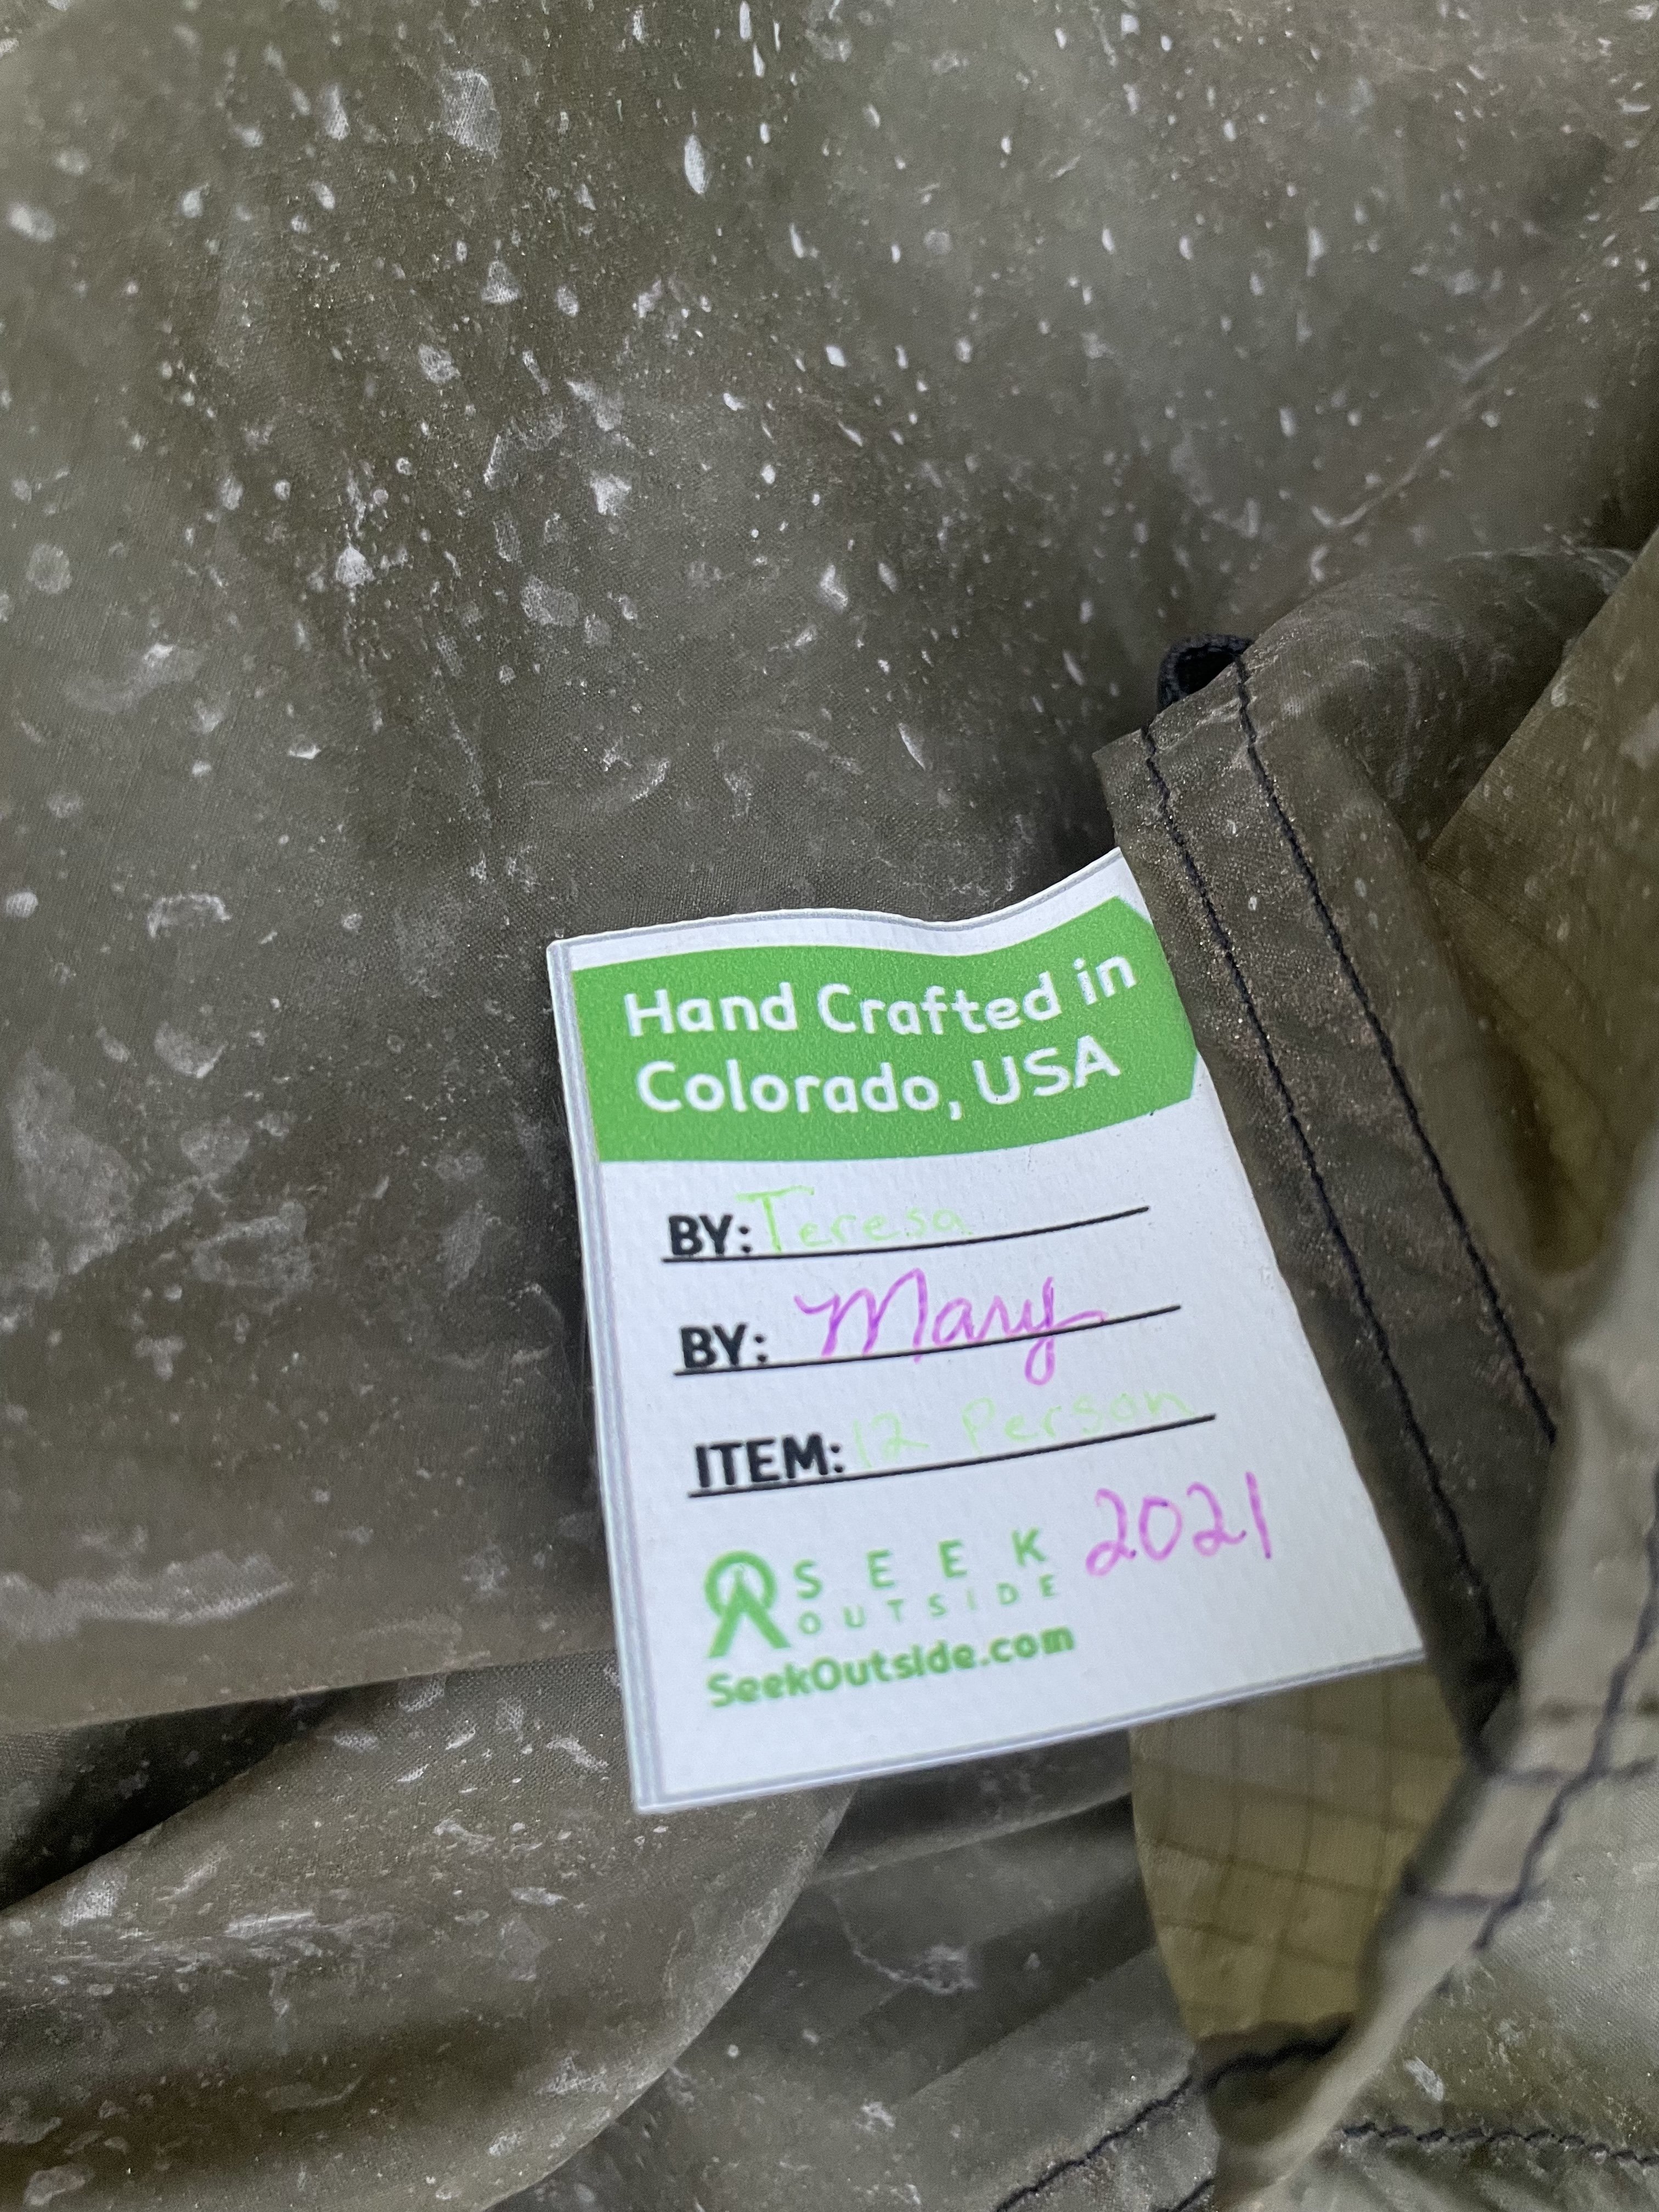 Hand Crafted in
Colorado, USA
BY: Teresa
BY: Mary
ITEM: 12 Person
2021
SEEK
OUTSIDE
SeekOutside.com